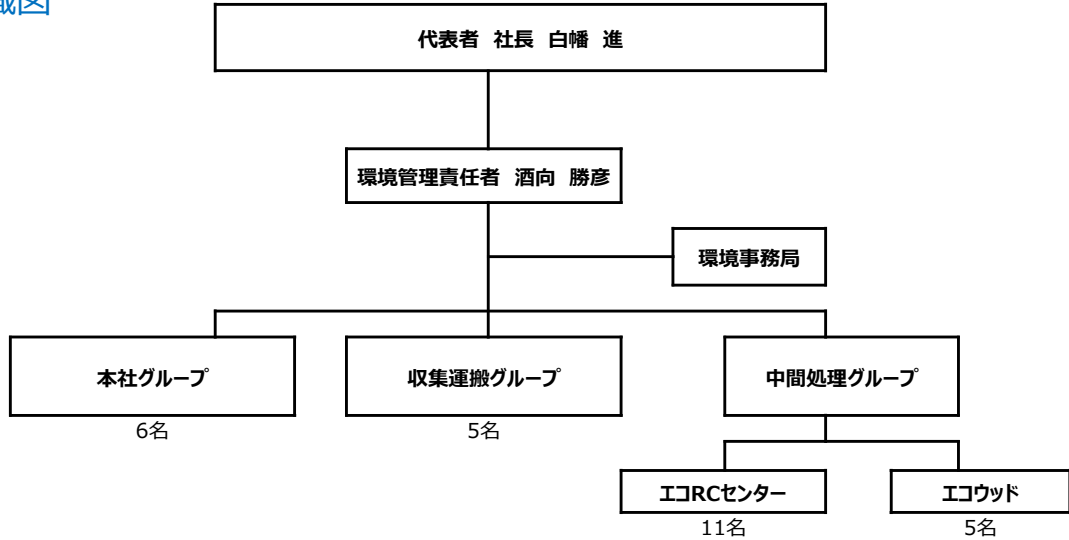 図
代表者 社長 白幡 進
環境管理責任者 酒向 勝彦
環境事務局
本社グループ
収集運搬グループ
中間処理グループ
6名
5名
エコRCセンター
エコウッド
11名
5名